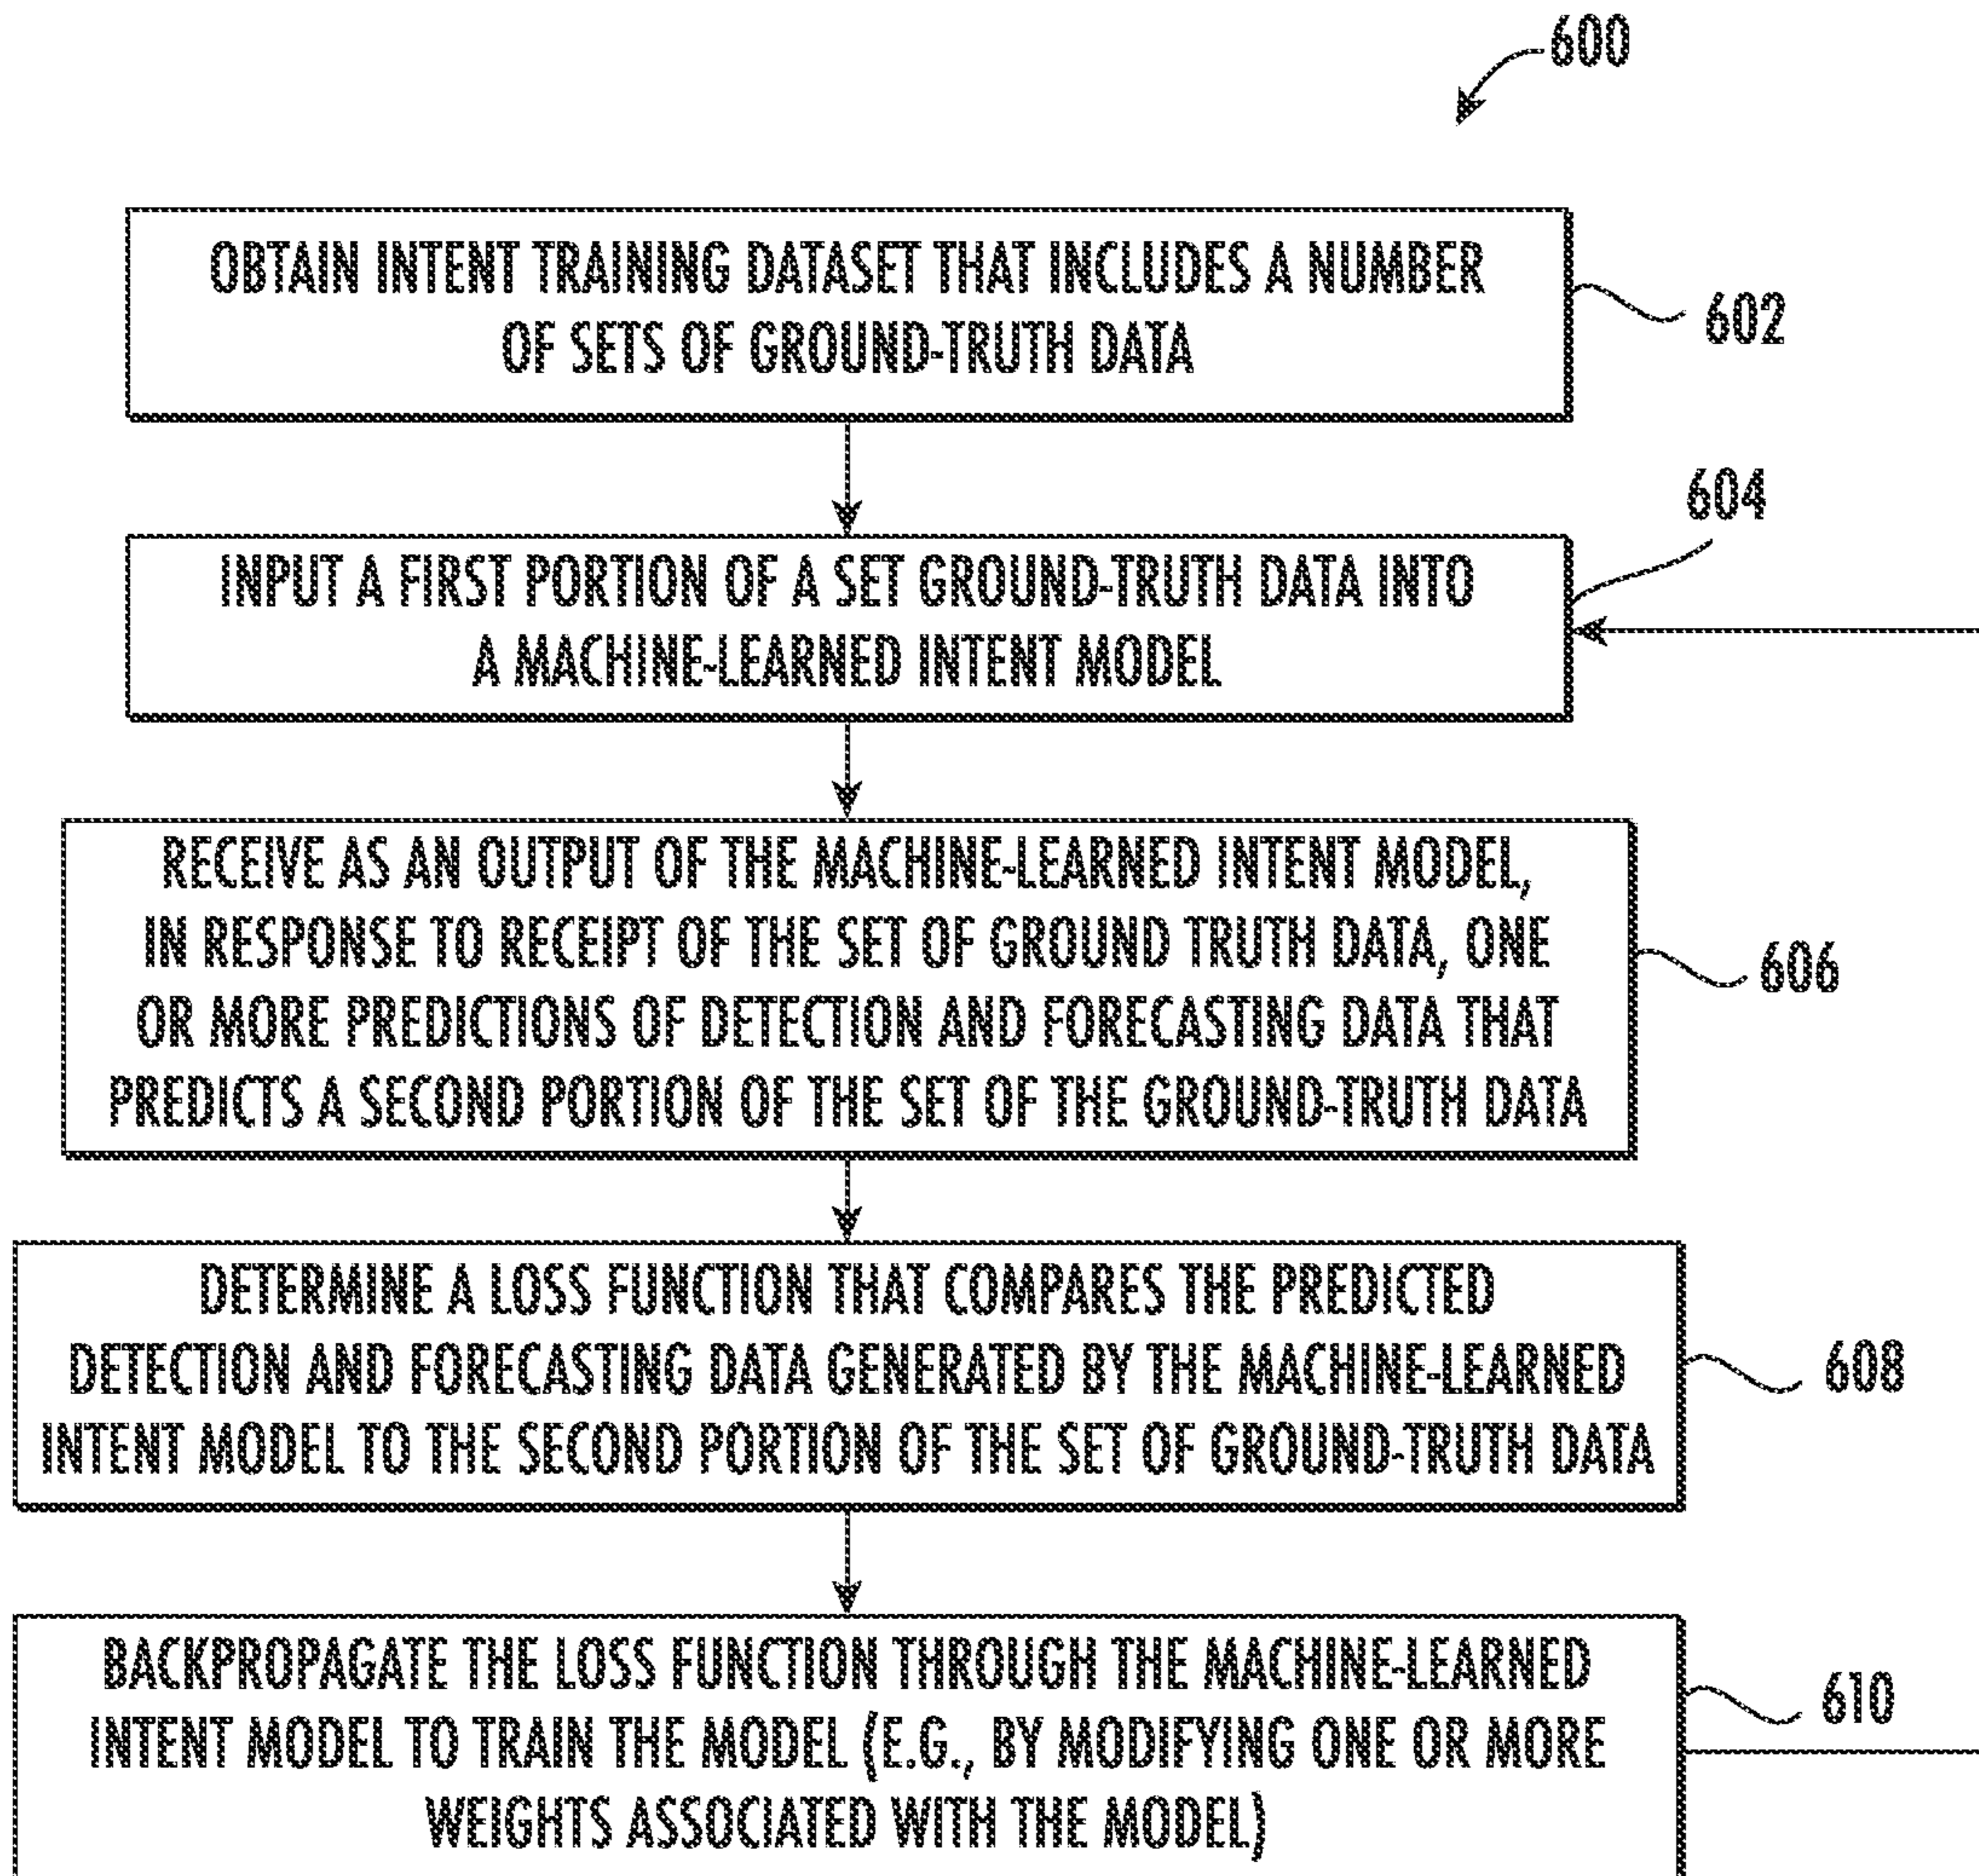 600
OBTAIN INTENT TRAINING DATASET THAT INCLUDES A NUMBER
OF SETS OF GROUND-TRUTH DATA
602
604
INPUT A FIRST PORTION OF A SET GROUND-TRUTH DATA INTO
A MACHINE-LEARNED INTENT MODEL
RECEIVE AS AN OUTPUT OF THE MACHINE-LEARNED INTENT MODEL,
IN RESPONSE TO RECEIPT OF THE SET OF GROUND TRUTH DATA, ONE
OR MORE PREDICTIONS OF DETECTION AND FORECASTING DATA THAT
PREDICTS A SECOND PORTION OF THE SET OF THE GROUND-TRUTH DATA
606
DETERMINE A LOSS FUNCTION THAT COMPARES THE PREDICTED
DETECTION AND FORECASTING DATA GENERATED BY THE MACHINE-LEARNED
INTENT MODEL TO THE SECOND PORTION OF THE SET OF GROUND-TRUTH DATA
608
BACKPROPAGATE THE LOSS FUNCTION THROUGH THE MACHINE-LEARNED
INTENT MODEL TO TRAIN THE MODEL (E.G., BY MODIFYING ONE OR MORE
WEIGHTS ASSOCIATED WITH THE MODEL)
610